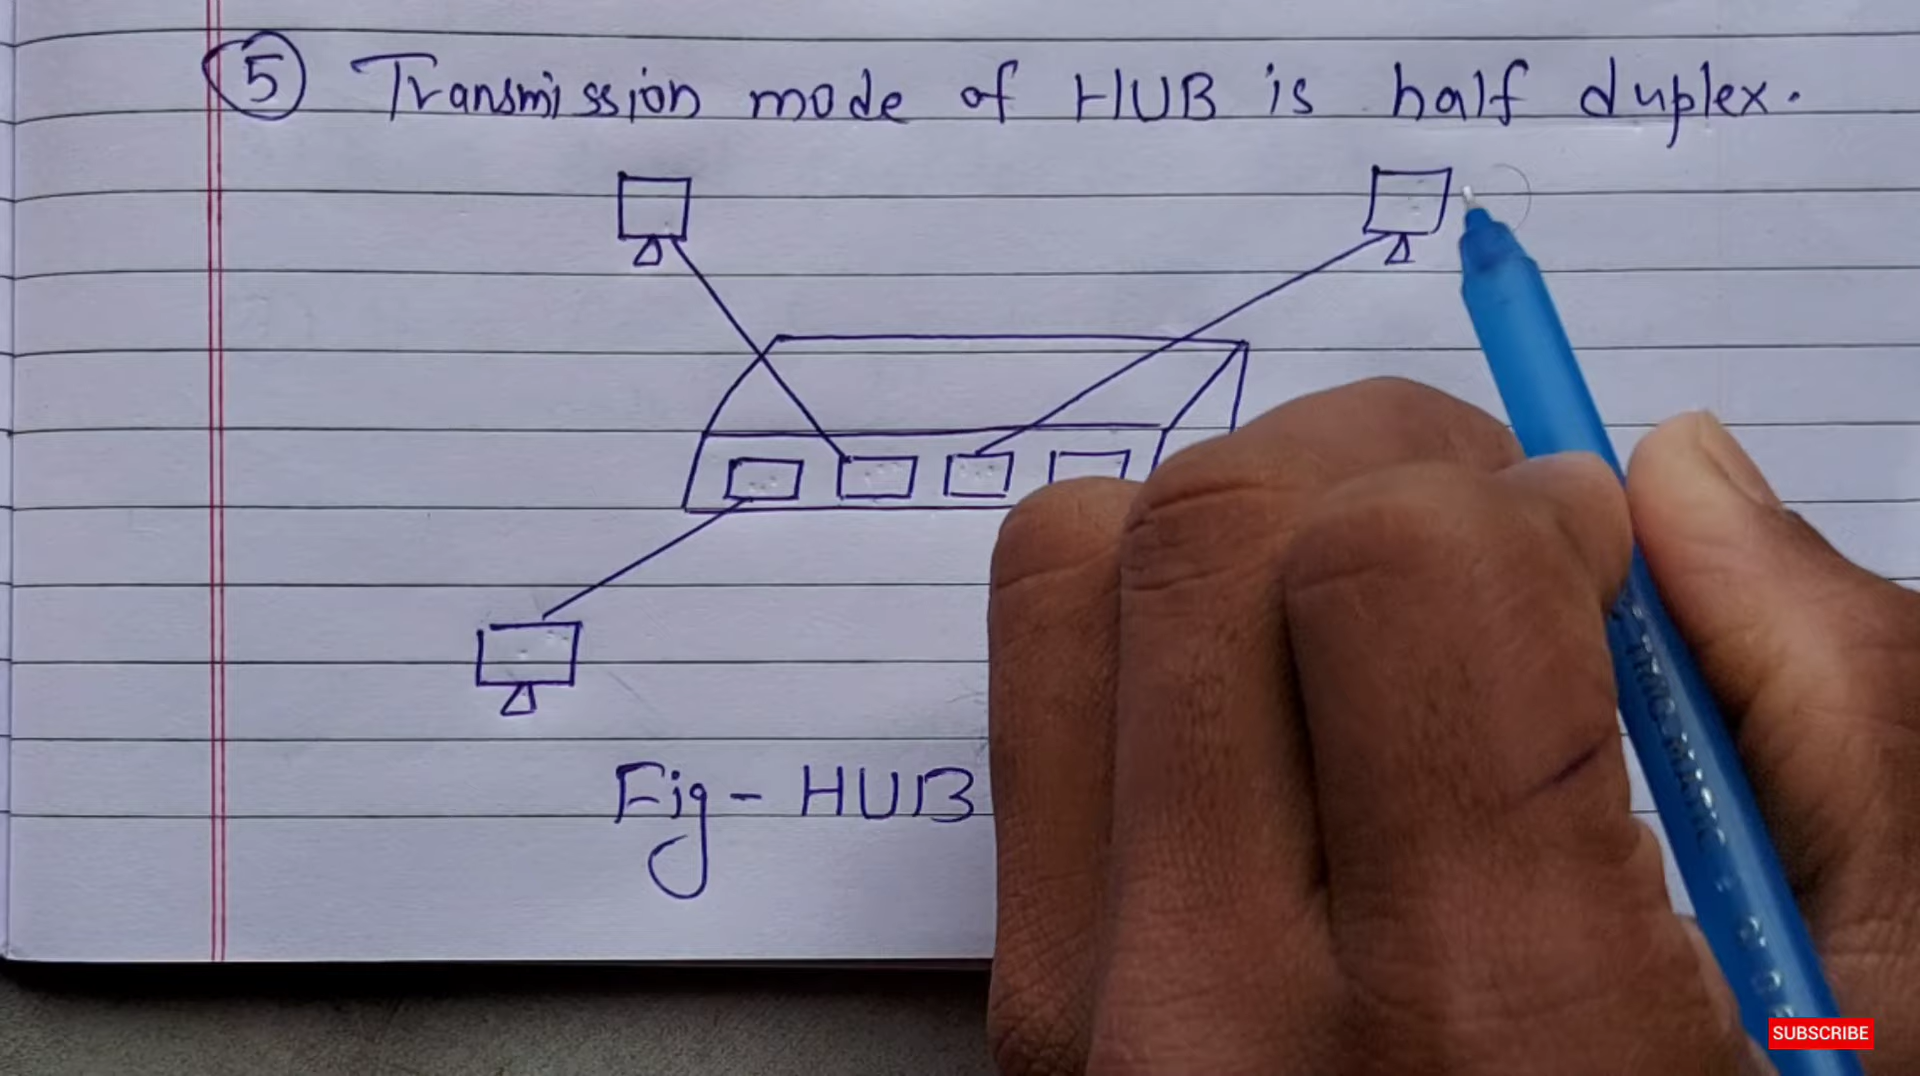 5 Transmission mode of HUB is half duplex.
Fig - HUB
SUBSCRIBE